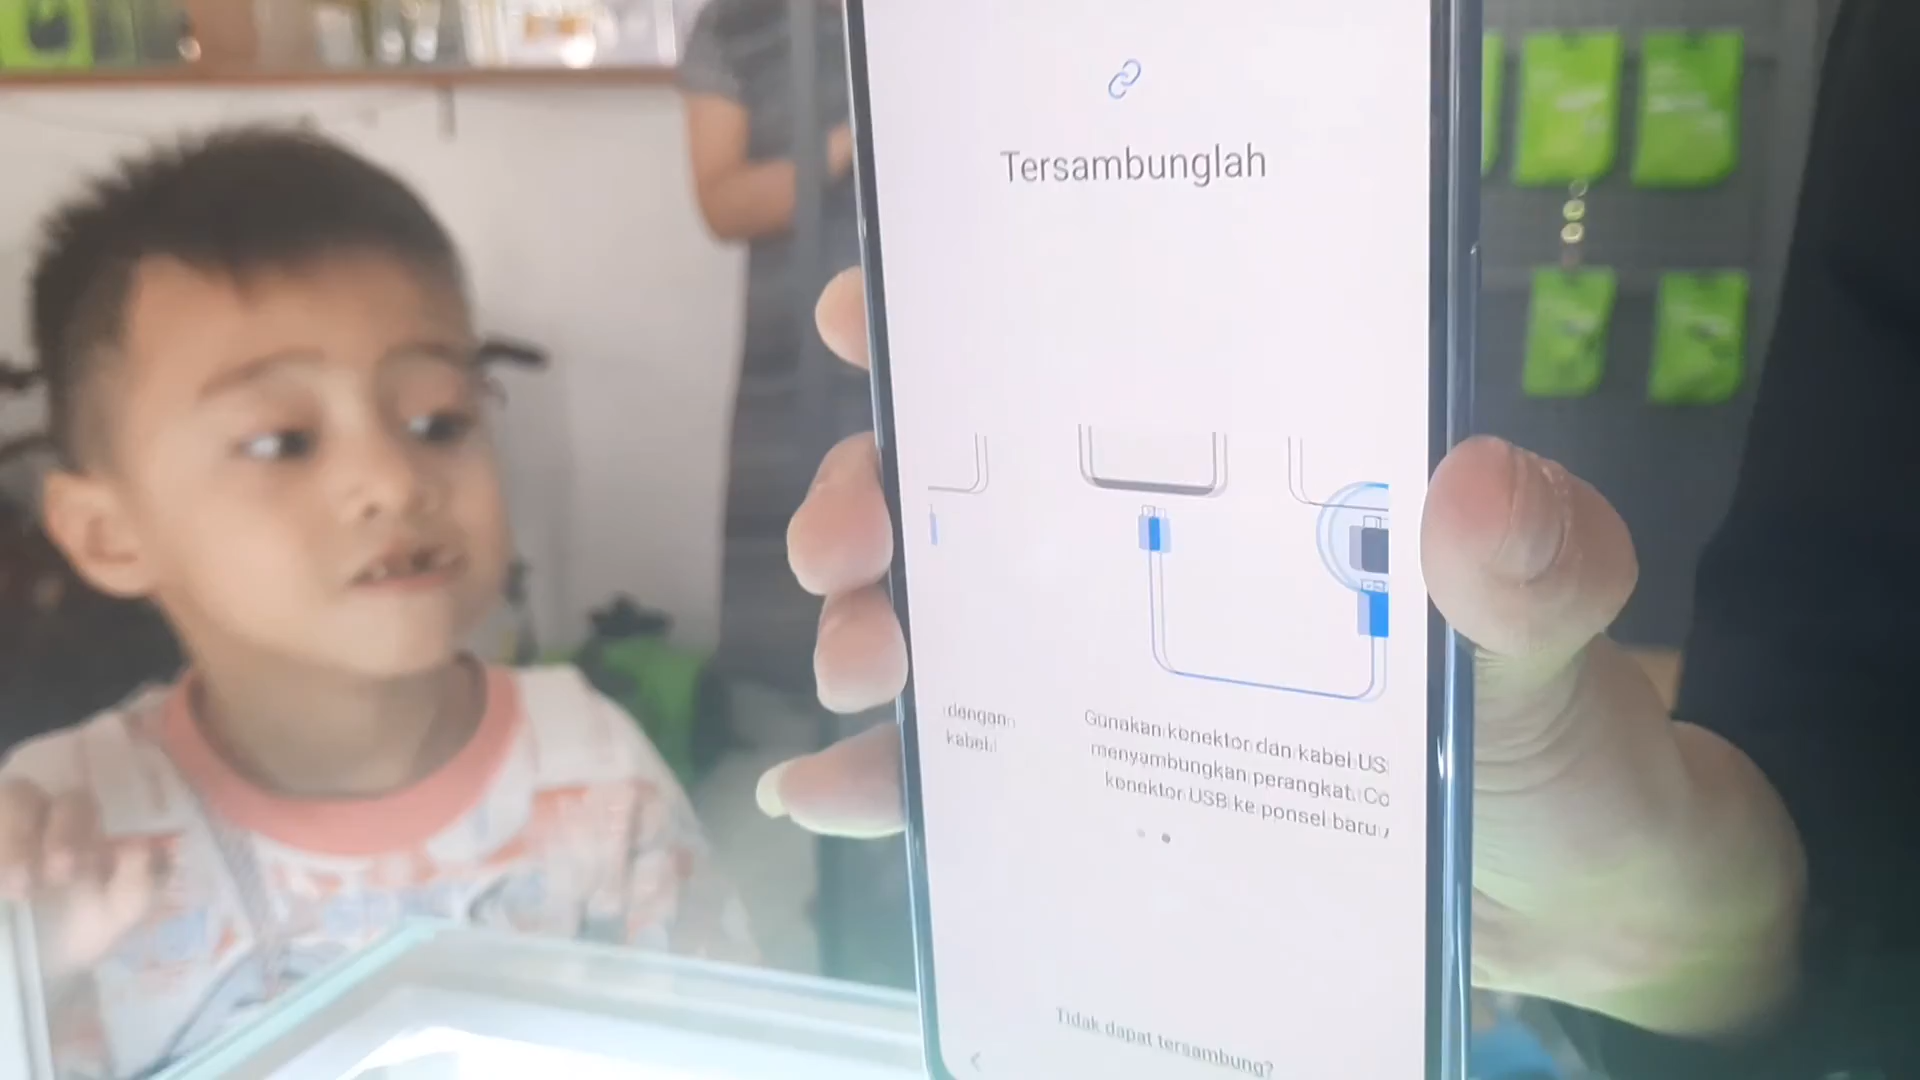 Tersambunglah
dengan
kabel.
Gunakan konektor dan kabel US
menyambungkan perangkat. Co
konektor USB ke ponsel baru A
Tidak dapat tersambung?